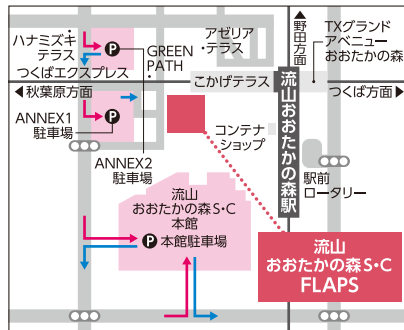 ハナミズキ
テラス
P
アゼリア
テラス
▲野田方面
TXグランド
アベニュー
おおたかの森
GREEN
PATH
つくばエクスプレス
こかげテラス
◀秋葉原方面
つくば方面▶
ANNEX1
駐車場
P
コンテナ
ショップ
流山おおたかの森駅
ANNEX2
駐車場
駅前
ロータリー
流山
おおたかの森S・C
本館
P 本館駐車場
流山
おおたかの森S・C
FLAPS